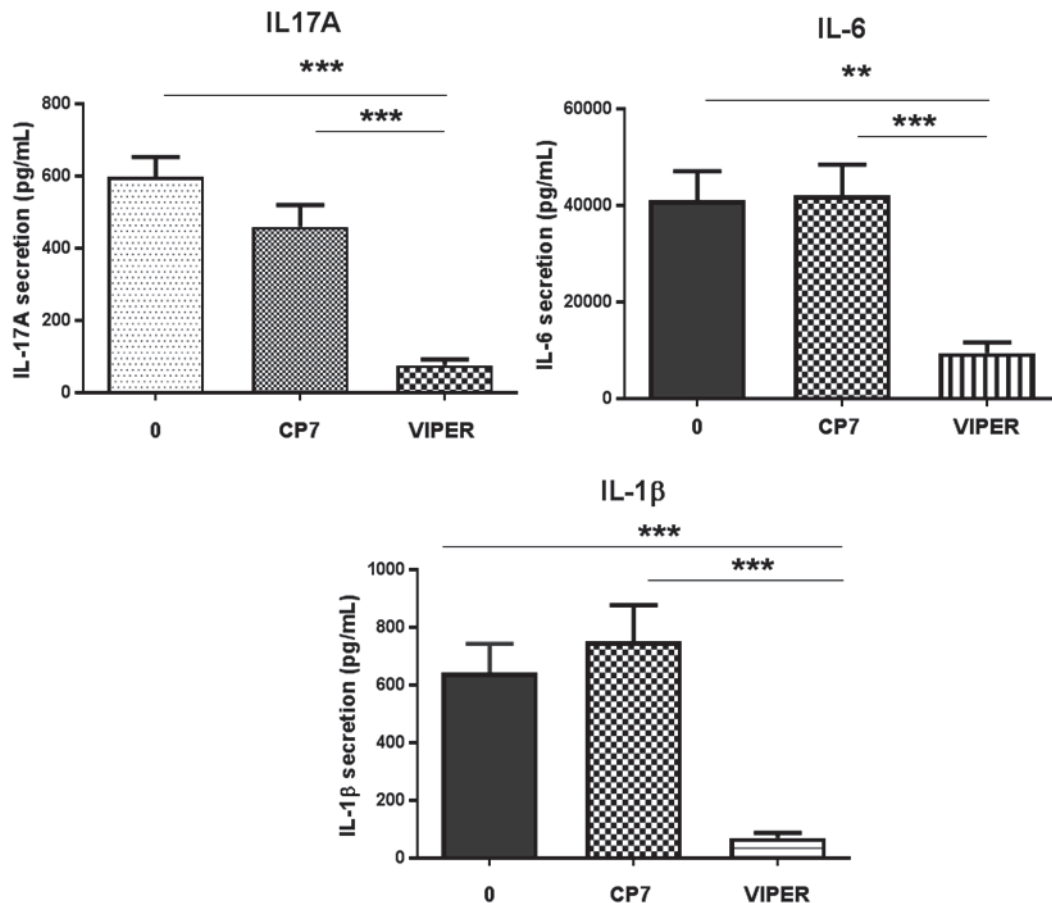 IL17A
***
***
IL-17A secretion (pg/mL)
800
600
400
200
0
0 CP7 VIPER
IL-6
**
***
IL-6 secretion (pg/mL)
60000
40000
20000
0
0 CP7 VIPER
IL-1β
***
***
IL-1β secretion (pg/mL)
1000
800
600
400
200
0
0 CP7 VIPER